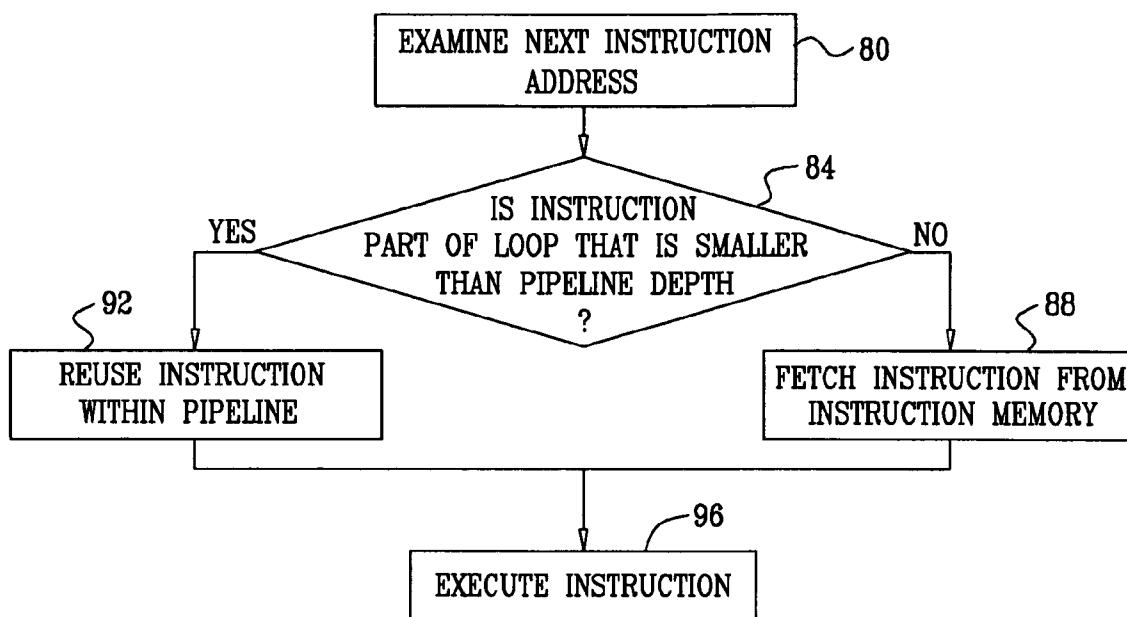 EXAMINE NEXT INSTRUCTION
ADDRESS
80
84
IS INSTRUCTION
PART OF LOOP THAT IS SMALLER
THAN PIPELINE DEPTH
?
YES
NO
92
88
REUSE INSTRUCTION
WITHIN PIPELINE
FETCH INSTRUCTION FROM
INSTRUCTION MEMORY
96
EXECUTE INSTRUCTION